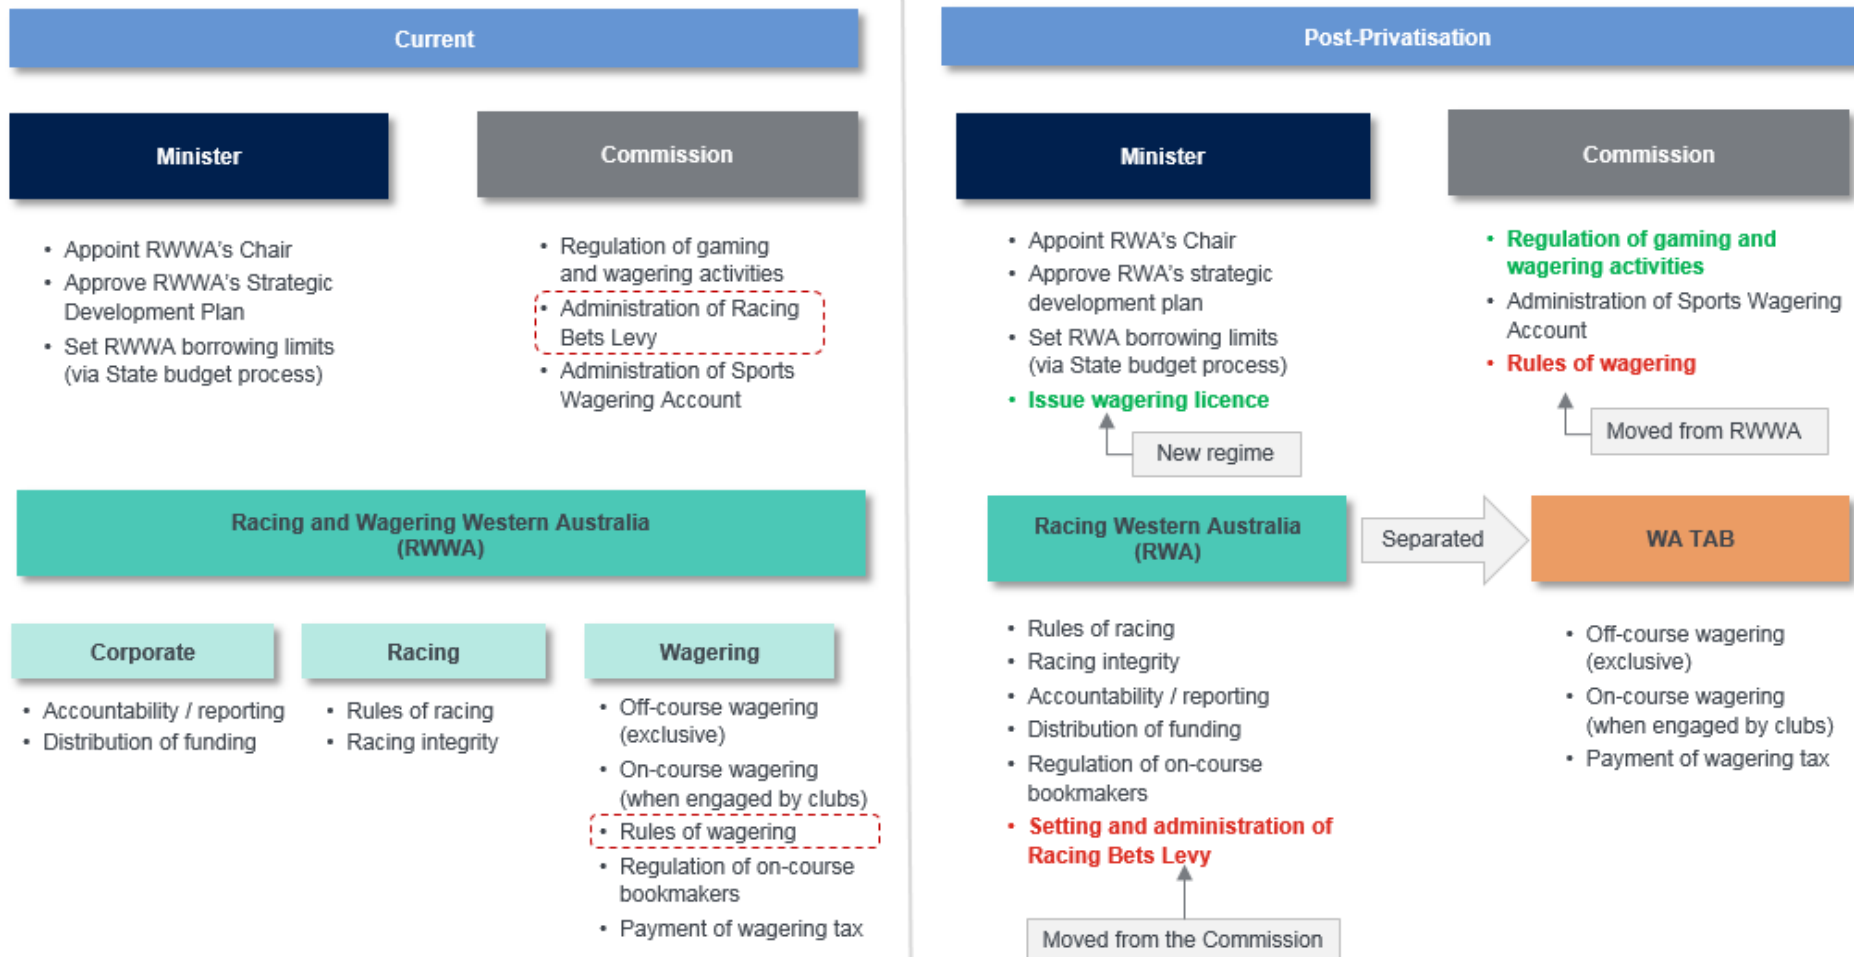 Current
Minister
• Appoint RWWA's Chair
• Approve RWWA's Strategic
Development Plan
• Set RWWA borrowing limits
(via State budget process)
Commission
• Regulation of gaming
and wagering activities
• Administration of Racing
Bets Levy
• Administration of Sports
Wagering Account
Racing and Wagering Western Australia
(RWWA)
Corporate
• Accountability / reporting
• Distribution of funding
Racing
• Rules of racing
• Racing integrity
Wagering
• Off-course wagering
(exclusive)
• On-course wagering
(when engaged by clubs)
• Rules of wagering
• Regulation of on-course
bookmakers
• Payment of wagering tax
Post-Privatisation
Minister
• Appoint RWA's Chair
• Approve RWA's strategic
development plan
• Set RWA borrowing limits
(via State budget process)
• Issue wagering licence
New regime
Commission
• Regulation of gaming and
wagering activities
• Administration of Sports Wagering
Account
• Rules of wagering
Moved from RWWA
Racing Western Australia
(RWA)
Separated
WA TAB
• Rules of racing
• Racing integrity
• Accountability / reporting
• Distribution of funding
• Regulation of on-course
bookmakers
• Setting and administration of
Racing Bets Levy
Moved from the Commission
• Off-course wagering
(exclusive)
• On-course wagering
(when engaged by clubs)
• Payment of wagering tax